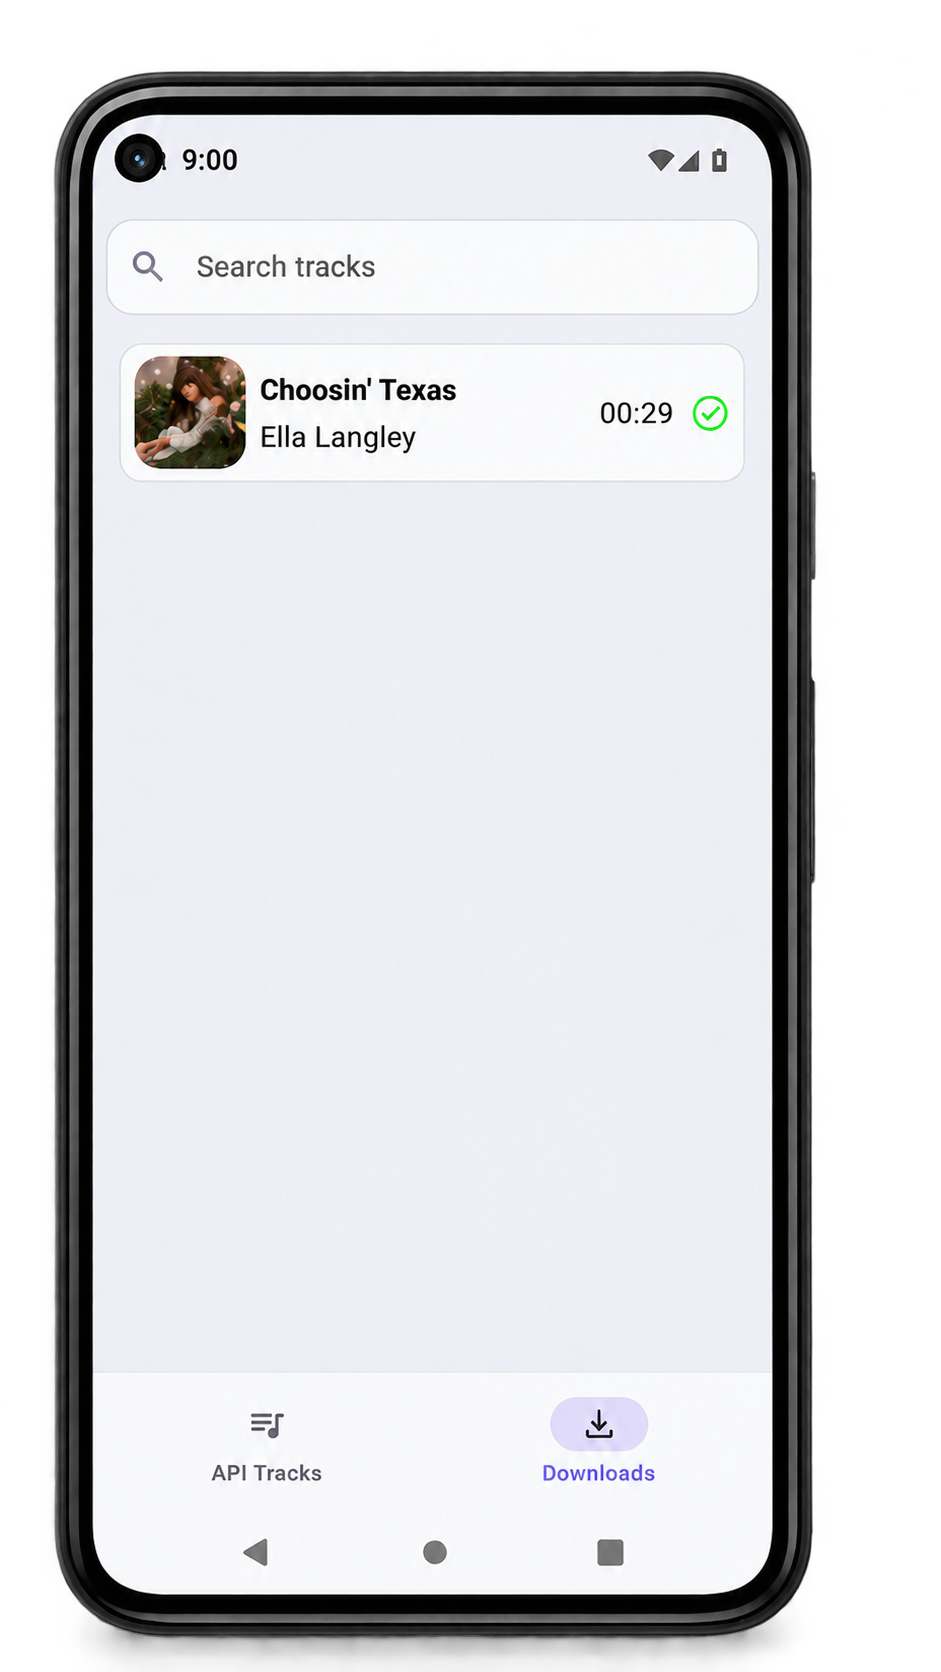 9:00
Search tracks
Choosin' Texas
Ella Langley
00:29
API Tracks
Downloads